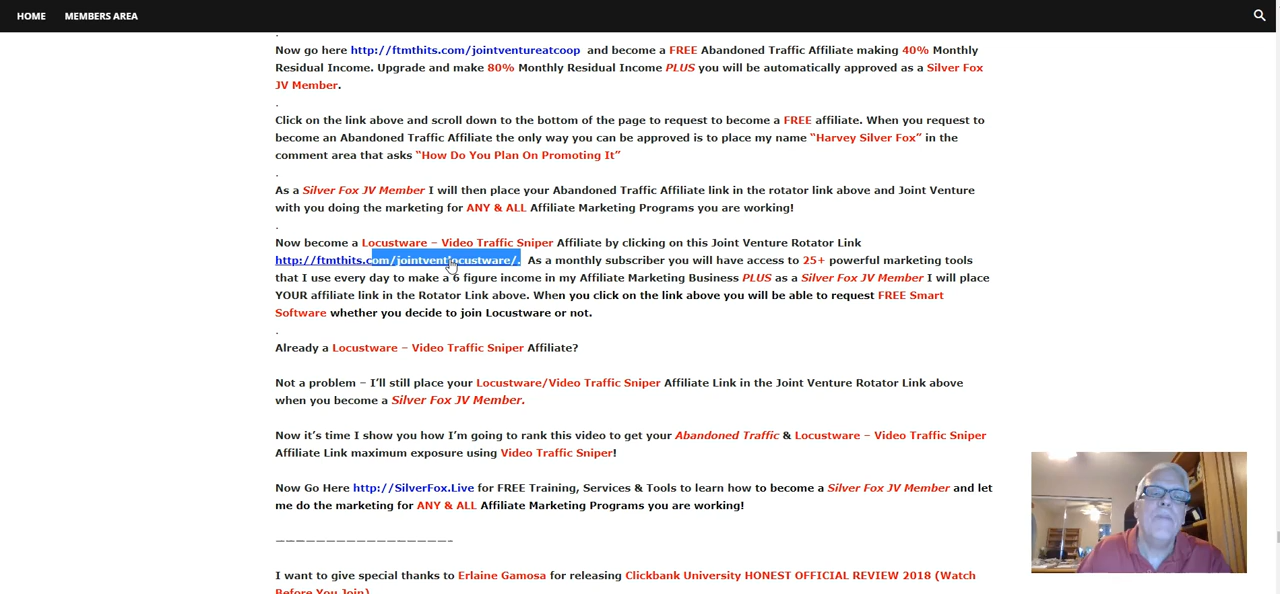 HOME MEMBERS AREA
Now go here http://ftmthits.com/jointventureatcoop and become a FREE Abandoned Traffic Affiliate making 40% Monthly
Residual Income. Upgrade and make 80% Monthly Residual Income PLUS you will be automatically approved as a Silver Fox
JV Member.
.
Click on the link above and scroll down to the bottom of the page to request to become a FREE affiliate. When you request to
become an Abandoned Traffic Affiliate the only way you can be approved is to place my name “Harvey Silver Fox” in the
comment area that asks “How Do You Plan On Promoting It”
.
As a Silver Fox JV Member I will then place your Abandoned Traffic Affiliate link in the rotator link above and Joint Venture
with you doing the marketing for ANY & ALL Affiliate Marketing Programs you are working!
.
Now become a Locustware – Video Traffic Sniper Affiliate by clicking on this Joint Venture Rotator Link
http://ftmthits.com/jointventlocustware/. As a monthly subscriber you will have access to 25+ powerful marketing tools
that I use every day to make a 6 figure income in my Affiliate Marketing Business PLUS as a Silver Fox JV Member I will place
YOUR affiliate link in the Rotator Link above. When you click on the link above you will be able to request FREE Smart
Software whether you decide to join Locustware or not.
.
Already a Locustware – Video Traffic Sniper Affiliate?
Not a problem – I’ll still place your Locustware/Video Traffic Sniper Affiliate Link in the Joint Venture Rotator Link above
when you become a Silver Fox JV Member.
Now it’s time I show you how I’m going to rank this video to get your Abandoned Traffic & Locustware – Video Traffic Sniper
Affiliate Link maximum exposure using Video Traffic Sniper!
Now Go Here http://SilverFox.Live for FREE Training, Services & Tools to learn how to become a Silver Fox JV Member and let
me do the marketing for ANY & ALL Affiliate Marketing Programs you are working!
—————————————————–
I want to give special thanks to Erlaine Gamosa for releasing Clickbank University HONEST OFFICIAL REVIEW 2018 (Watch
Before You Join)